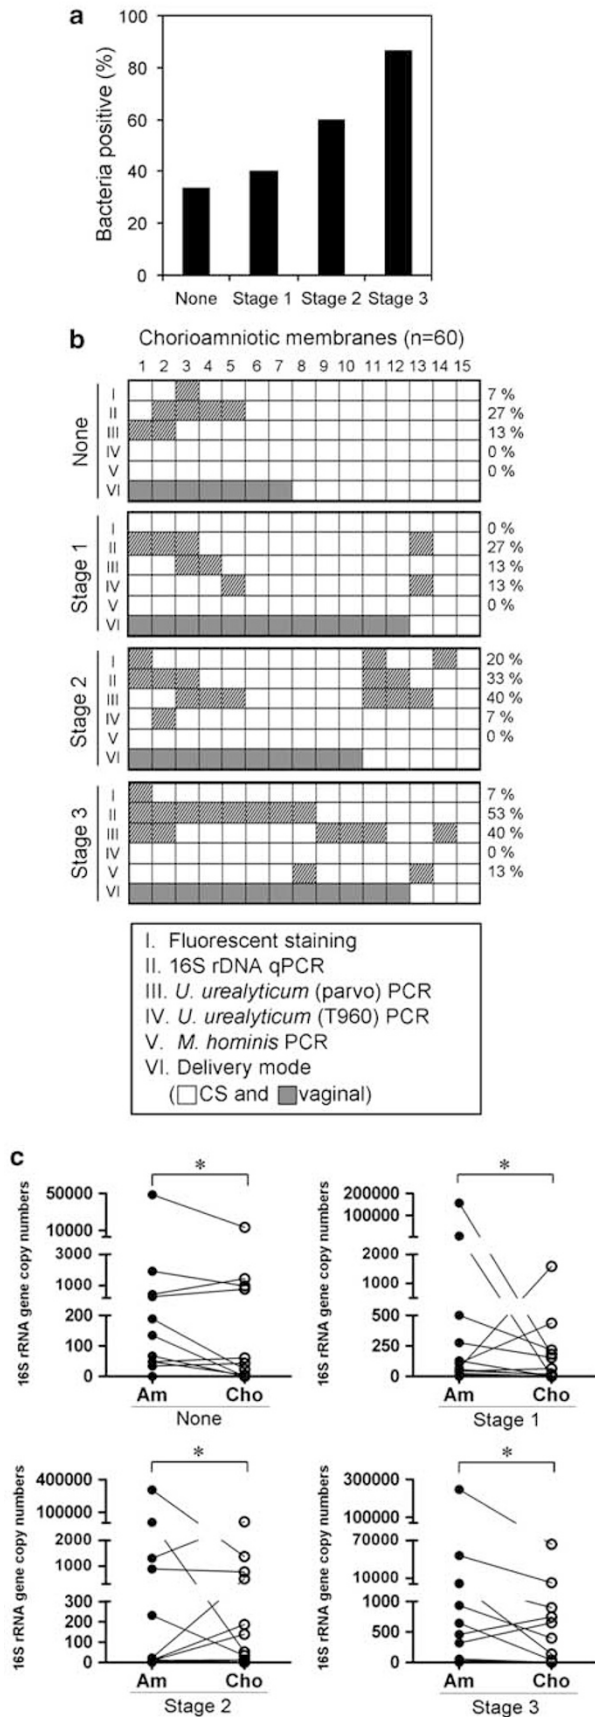 a
Bacteria positive (%)
100
80
60
40
20
0
None Stage 1 Stage 2 Stage 3
b
Chorioamniotic membranes (n=60)
1 2 3 4 5 6 7 8 9 10 11 12 13 14 15
None
I 7 %
II 27 %
III 13 %
IV 0 %
V 0 %
VI
Stage 1
I 0 %
II 27 %
III 13 %
IV 13 %
V 0 %
VI
Stage 2
I 20 %
II 33 %
III 40 %
IV 7 %
V 0 %
VI
Stage 3
I 7 %
II 53 %
III 40 %
IV 0 %
V 13 %
VI
I. Fluorescent staining
II. 16S rDNA qPCR
III. U. urealyticum (parvo) PCR
IV. U. urealyticum (T960) PCR
V. M. hominis PCR
VI. Delivery mode
(□CS and ■vaginal)
c
16S rRNA gene copy numbers
*
50000
10000
3000
1000
200
100
0
Am Cho
None
16S rRNA gene copy numbers
*
200000
100000
2000
1000
500
250
0
Am Cho
Stage 1
16S rRNA gene copy numbers
*
400000
100000
2000
1000
300
200
100
0
Am Cho
Stage 2
16S rRNA gene copy numbers
*
300000
100000
70000
10000
1000
500
0
Am Cho
Stage 3